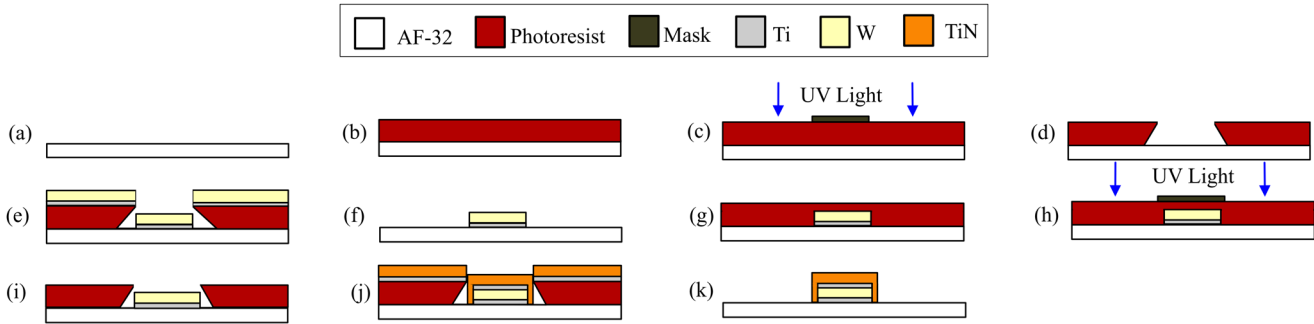 AF-32 Photoresist Mask Ti W TiN
(a) (b) (c) UV Light (d)
(e) (f) (g) (h) UV Light
(i) (j) (k)